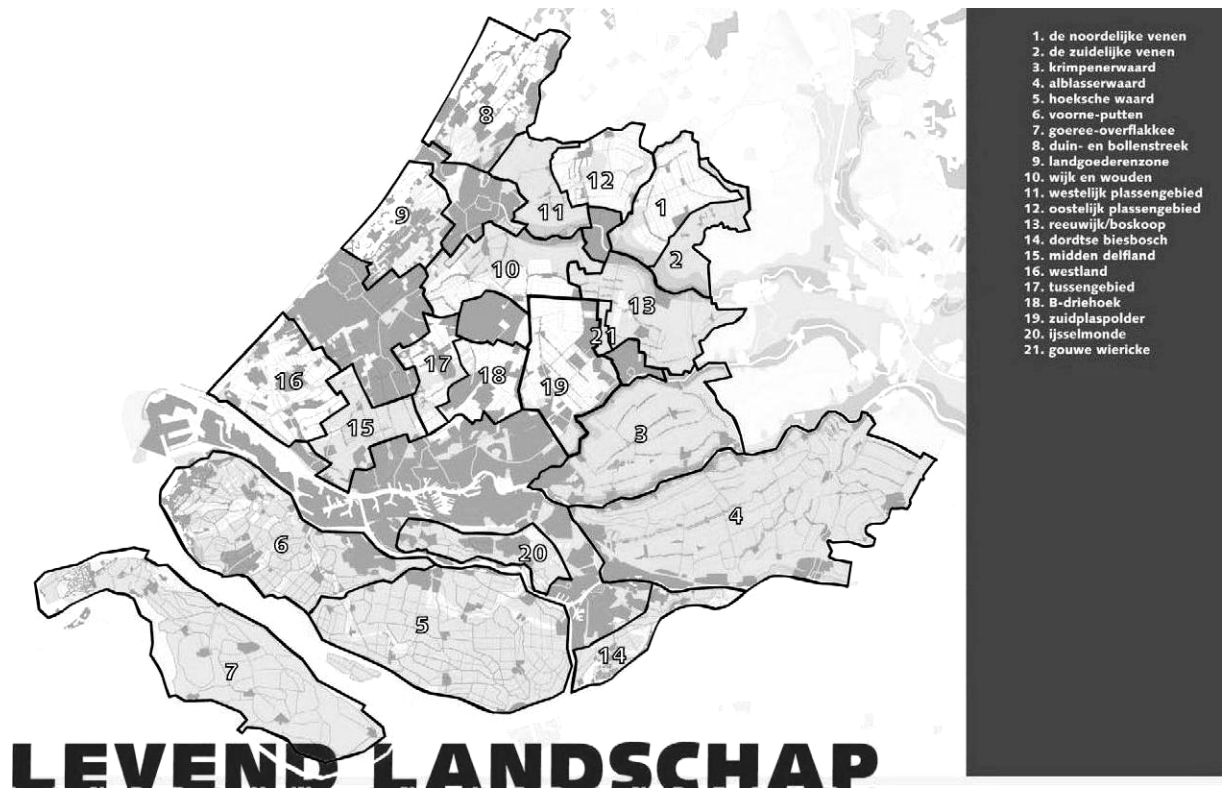 1. de noordelijke venen
2. de zuidelijke venen
3. krimpenerwaard
4. alblasserwaard
5. hoeksche waard
6. voorne-putten
7. goeree-overflakkee
8. duin- en bollenstreek
9. landgoederenzone
10. wijk en wouden
11. westelijk plassengebied
12. oostelijk plassengebied
13. reeuwijk/boskoop
14. dordtse biesbosch
15. midden delfland
16. westland
17. tussengebied
18. B-driehoek
19. zuidplaspolder
20. ijsselmonde
21. gouwe wiericke
8
12
9
11
1
2
10
13
21
17
18
16
19
15
3
4
6
20
5
14
7
LEVEND LANDSCHAP